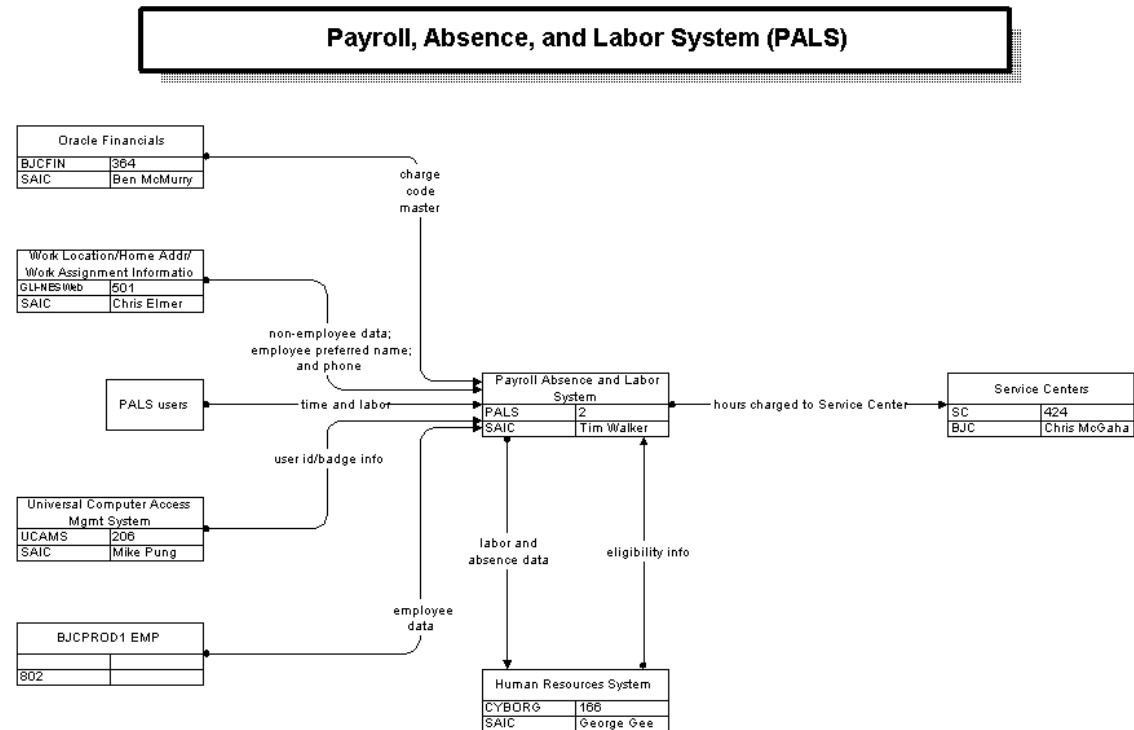 Payroll, Absence, and Labor System (PALS)
Oracle Financials
BJCFIN 364
SAIC Ben McMurry
charge
code
master
Work Location/Home Addr/
Work Assignment Informatio
GLI-NESWeb 501
SAIC Chris Elmer
non-employee data;
employee preferred name;
and phone
PALS users
time and labor
Payroll Absence and Labor
System
PALS 2
SAIC Tim Walker
hours charged to Service Center
Service Centers
SC 424
BJC Chris McGaha
user id/badge info
Universal Computer Access
Mgmt System
UCAMS 206
SAIC Mike Pung
labor and
absence data
eligibility info
employee
data
BJCPROD1 EMP
802
Human Resources System
CYBORG 166
SAIC George Gee